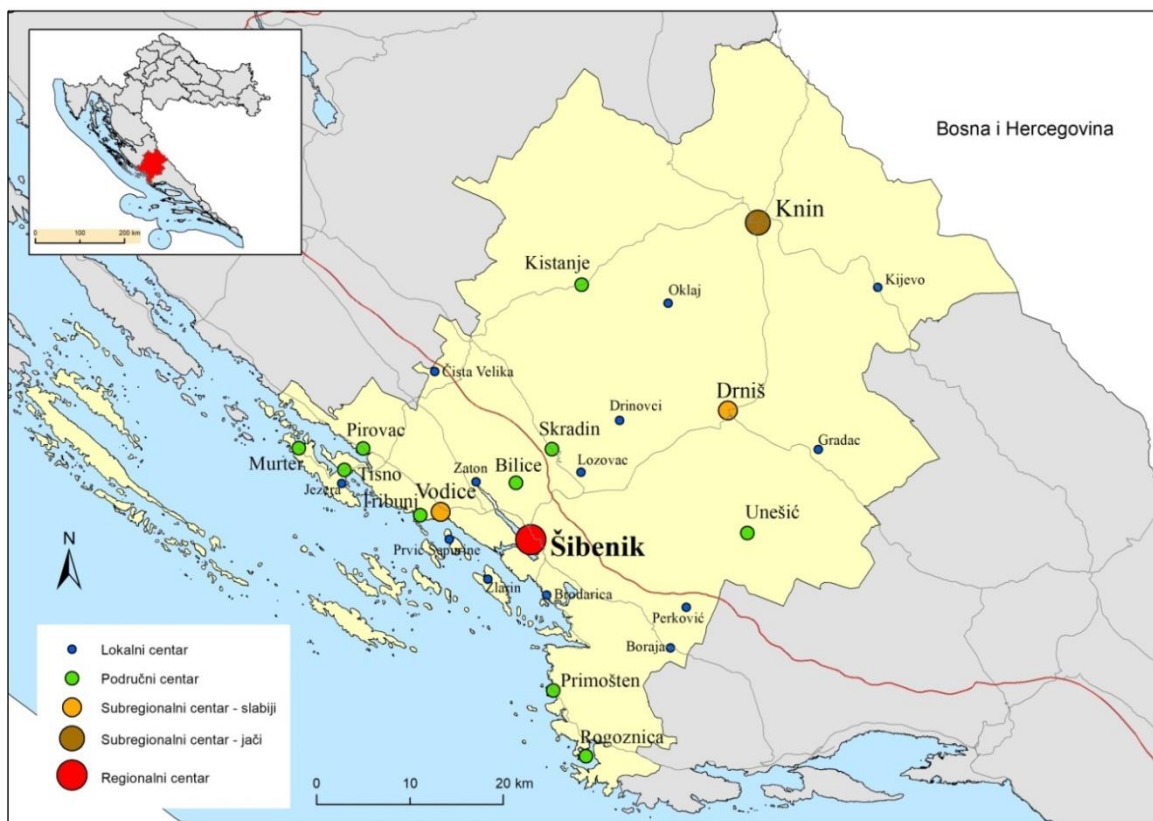 Bosna i Hercegovina
0 100 200 km
Knin
Kistanje
Kijevo
Oklaj
Čista Velika
Drniš
Drinovci
Pirovac
Skradin
Gradac
Murter
Tisno
Zaton
Bilice
Lozovac
Jezera
Vodice
Tribunj
Unešić
Šibenik
Prvić Šepurine
N
Zlarin
Brodarica
Perković
Boraja
Primošten
Rogoznica
Lokalni centar
Područni centar
Subregionalni centar - slabiji
Subregionalni centar - jači
Regionalni centar
0 10 20 km